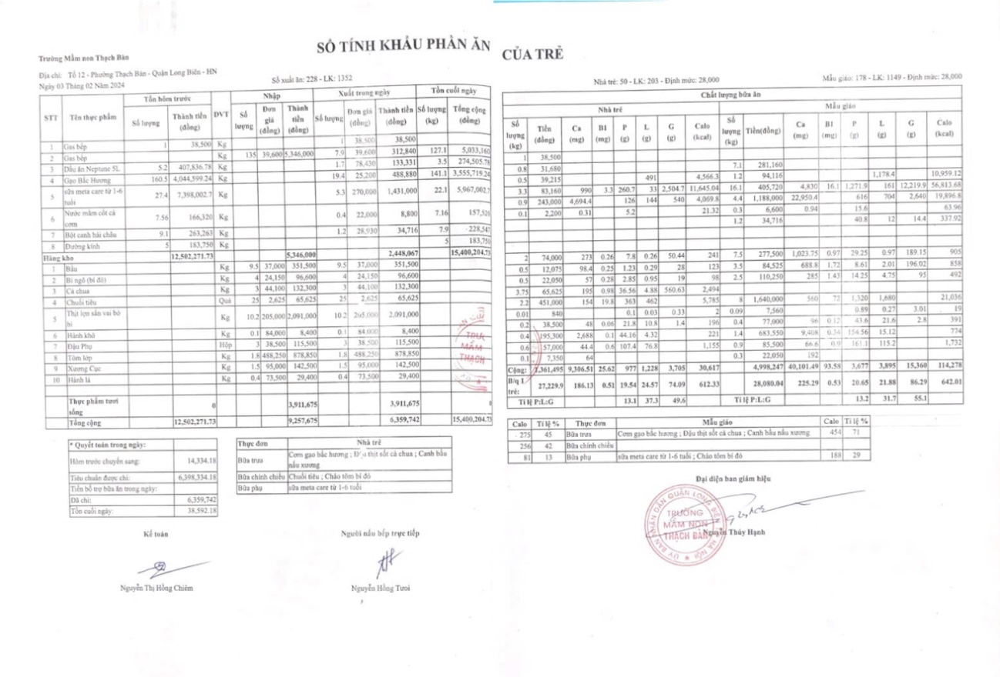 SỐ TÍNH KHẨU PHẦN ĂN CỦA TRẺ
Trường Mầm non Thạch Bàn
Địa chỉ: Tổ 12 - Phường Thạch Bàn - Quận Long Biên - HN
Ngày 03 Tháng 02 Năm 2024
Số xuất ăn: 228 - LK: 1352
Nhà trẻ: 50 - LK: 203 - Định mức: 28,000
Mẫu giáo: 178 - LK: 1149 - Định mức: 28,000
STT Tên thực phẩm Tồn hôm trước ĐVT Nhập Xuất trong ngày Tồn cuối ngày
Số lượng Thành tiền (đồng) Số lượng Đơn giá (đồng) Thành tiền (đồng) Số lượng Đơn giá (đồng) Thành tiền (đồng) Số lượng (kg) Tổng cộng (đồng)
1 Gas bếp 1 38,500 Kg 1 38,500 38,500
2 Gas bếp Kg 135 39,600 5,346,000 7.9 39,600 312,840 127.1 5,033,160
3 Dầu ăn Neptune 5L 5.2 407,836.78 Kg 1.7 78,430 133,331 3.5 274,505.78
4 Gạo Bắc Hương 160.5 4,044,599.24 Kg 19.4 25,200 488,880 141.1 3,555,719.24
5 sữa meta care từ 1-6 tuổi 27.4 7,398,002.7 Kg 5.3 270,000 1,431,000 22.1 5,967,002.7
6 Nước mắm cốt cá cơm 7.56 166,320 Kg 0.4 22,000 8,800 7.16 157,520
7 Bột canh hải châu 9.1 263,263 Kg 1.2 28,930 34,716 7.9 228,547
8 Đường kính 5 183,750 Kg 5 183,750
Hàng kho 12,502,271.73 5,346,000 2,448,067 15,400,204.73
1 Bầu Kg 9.5 37,000 351,500 9.5 37,000 351,500
2 Bí ngô (bí đỏ) Kg 4 24,150 96,600 4 24,150 96,600
3 Cà chua Kg 3 44,100 132,300 3 44,100 132,300
4 Chuối tiêu Quả 25 2,625 65,625 25 2,625 65,625
5 Thịt lợn sấn vai bỏ bì Kg 10.2 205,000 2,091,000 10.2 205,000 2,091,000
6 Hành khô Kg 0.1 84,000 8,400 0.1 84,000 8,400
7 Đậu Phụ Hộp 3 38,500 115,500 3 38,500 115,500
8 Tôm lớp Kg 1.8 488,250 878,850 1.8 488,250 878,850
9 Xương Cục Kg 1.5 95,000 142,500 1.5 95,000 142,500
10 Hành lá Kg 0.4 73,500 29,400 0.4 73,500 29,400
Thực phẩm tươi sống 0 3,911,675 3,911,675 0
Tổng cộng 12,502,271.73 9,257,675 6,359,742 15,400,204.73
TRƯỜNG
MẦM
THẠCH
Chất lượng bữa ăn
Nhà trẻ Mẫu giáo
Số lượng (kg) Tiền (đồng) Ca (mg) B1 (mg) P (g) L (g) G (g) Calo (kcal) Số lượng (kg) Tiền(đồng) Ca (mg) B1 (mg) P (g) L (g) G (g) Calo (kcal)
1 38,500
0.8 31,680 7.1 281,160
0.5 39,215 491 4,566.3 1.2 94,116 1,178.4 10,959.12
3.3 83,160 990 3.3 260.7 33 2,504.7 11,645.04 16.1 405,720 4,830 16.1 1,271.9 161 12,219.9 56,813.68
0.9 243,000 4,694.4 126 144 540 4,069.8 4.4 1,188,000 22,950.4 616 704 2,640 19,896.8
0.1 2,200 0.31 5.2 21.32 0.3 6,600 0.94 15.6 63.96
1.2 34,716 40.8 12 14.4 337.92
2 74,000 273 0.26 7.8 0.26 50.44 241 7.5 277,500 1,023.75 0.97 29.25 0.97 189.15 905
0.5 12,075 98.4 0.25 1.23 0.29 28 123 3.5 84,525 688.8 1.72 8.61 2.01 196.02 858
0.5 22,050 57 0.28 2.85 0.95 19 98 2.5 110,250 285 1.43 14.25 4.75 95 492
3.75 65,625 195 0.98 36.56 4.88 560.63 2,494
2.2 451,000 154 19.8 363 462 5,785 8 1,640,000 560 72 1,320 1,680 21,036
0.01 840 0.1 0.03 0.33 2 0.09 7,560 0.89 0.27 3.01 19
0.2 38,500 48 0.06 21.8 10.8 1.4 196 0.4 77,000 96 0.12 43.6 21.6 2.8 391
0.4 195,300 2,688 0.1 44.16 4.32 221 1.4 683,550 9,408 0.34 154.56 15.12 774
0.6 57,000 44.4 0.6 107.4 76.8 1,155 0.9 85,500 66.6 0.9 161.1 115.2 1,732
0.1 7,350 64 0.3 22,050 192
Cộng: 1,361,495 9,306.51 25.62 977 1,228 3,705 30,617 4,998,247 40,101.49 93.58 3,677 3,895 15,360 114,278
B/q 1 trẻ: 27,229.9 186.13 0.51 19.54 24.57 74.09 612.33 28,080.04 225.29 0.53 20.65 21.88 86.29 642.01
Tỉ lệ P:L:G 13.1 37.3 49.6 Tỉ lệ P:L:G 13.2 31.7 55.1
* Quyết toán trong ngày:
Hôm trước chuyển sang: 14,334.18
Tiêu chuẩn được chi: 6,398,334.18
Tiền bổ trợ bữa ăn trong ngày:
Đã chi: 6,359,742
Tồn cuối ngày: 38,592.18
Thực đơn Nhà trẻ
Bữa trưa Cơm gạo bắc hương ; Đậu thịt sốt cà chua ; Canh bầu nấu xương
Bữa chính chiều Chuối tiêu ; Cháo tôm bí đỏ
Bữa phụ sữa meta care từ 1-6 tuổi
Calo Tỉ lệ % Thực đơn Mẫu giáo Calo Tỉ lệ %
275 45 Bữa trưa Cơm gạo bắc hương ; Đậu thịt sốt cà chua ; Canh bầu nấu xương 454 71
256 42 Bữa chính chiều
81 13 Bữa phụ sữa meta care từ 1-6 tuổi ; Cháo tôm bí đỏ 188 29
Kế toán
Nguyễn Thị Hồng Chiêm
Người nấu bếp trực tiếp
Nguyễn Hồng Tươi
Đại diện ban giám hiệu
ỦY BAN NHÂN DÂN QUẬN LONG BIÊN HÀ NỘI
TRƯỜNG
MẦM NON
THẠCH BÀN
Nguyễn Thúy Hạnh